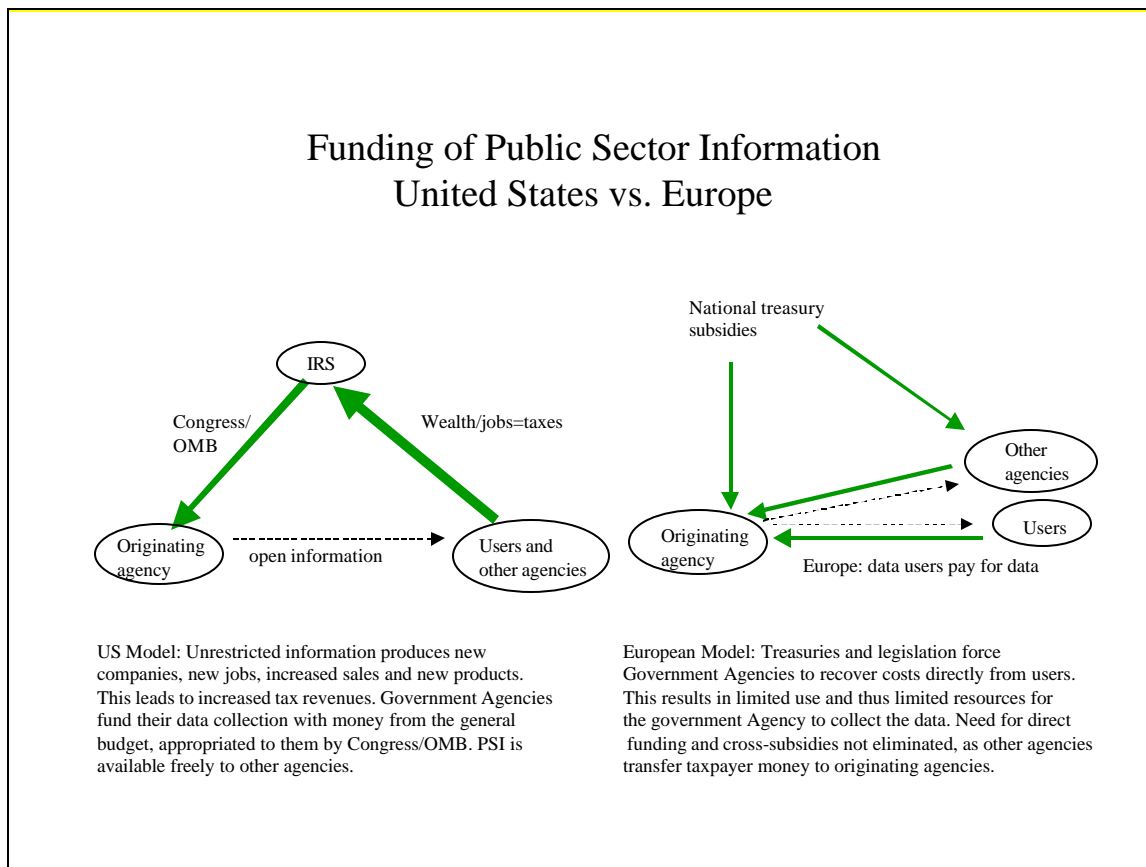 Funding of Public Sector Information
United States vs. Europe
IRS
Congress/
OMB
Wealth/jobs=taxes
Originating
agency
open information
Users and
other agencies
National treasury
subsidies
Other
agencies
Originating
agency
Users
Europe: data users pay for data
US Model: Unrestricted information produces new
companies, new jobs, increased sales and new products.
This leads to increased tax revenues. Government Agencies
fund their data collection with money from the general
budget, appropriated to them by Congress/OMB. PSI is
available freely to other agencies.
European Model: Treasuries and legislation force
Government Agencies to recover costs directly from users.
This results in limited use and thus limited resources for
the government Agency to collect the data. Need for direct
funding and cross-subsidies not eliminated, as other agencies
transfer taxpayer money to originating agencies.